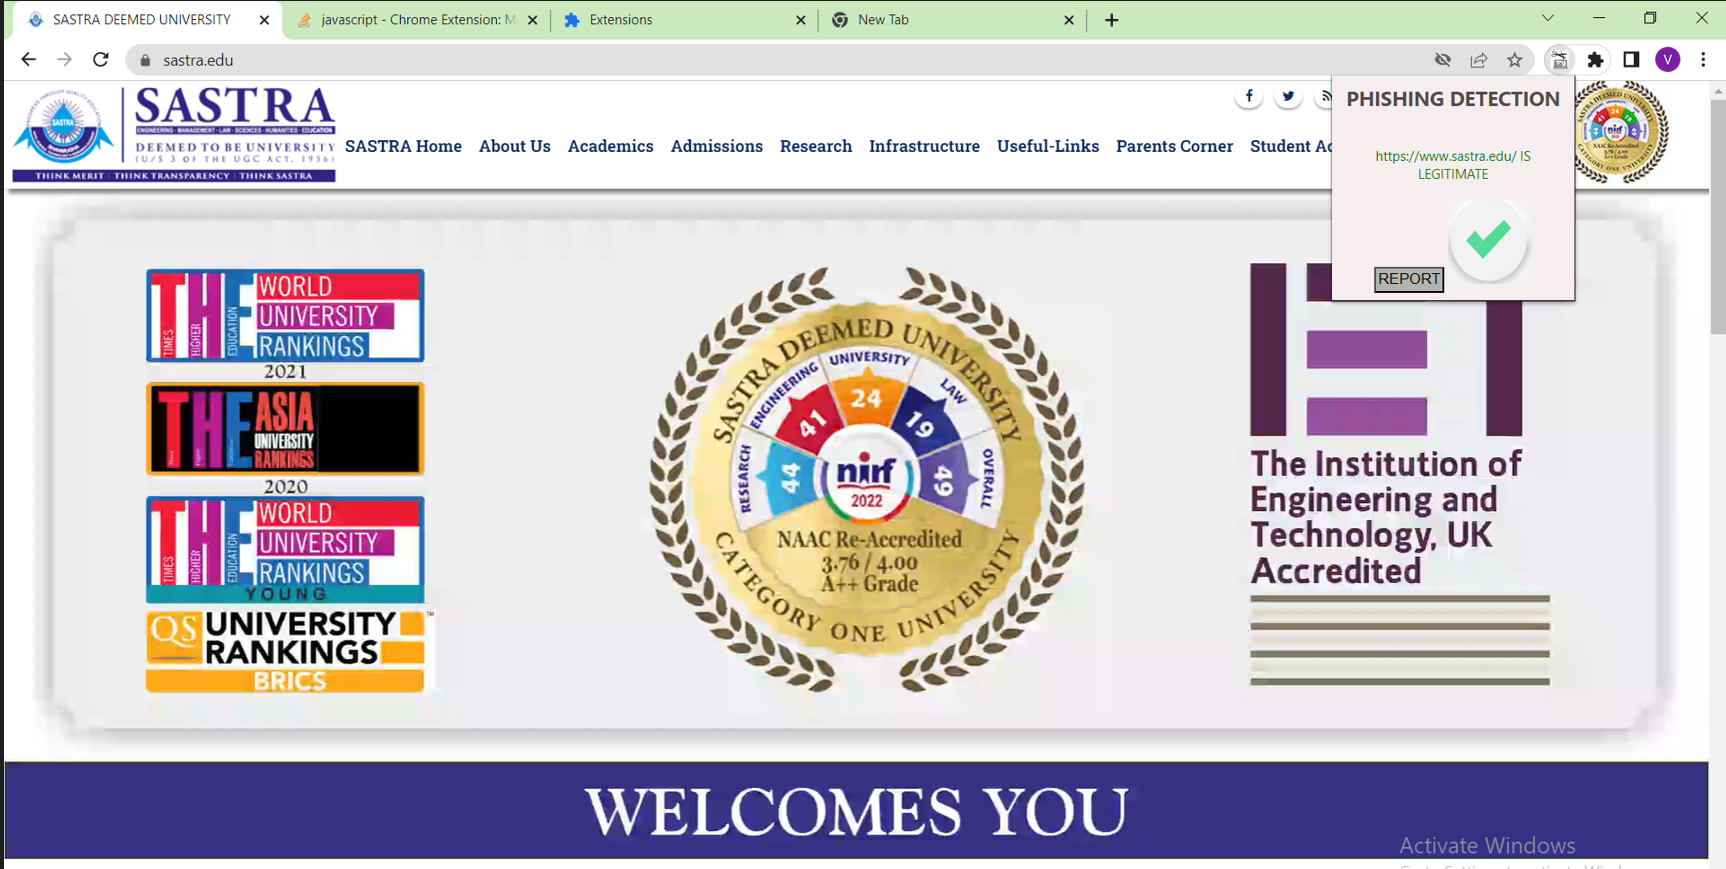 SASTRA DEEMED UNIVERSITY
javascript - Chrome Extension: M
Extensions
New Tab
sastra.edu
V
SASTRA
SASTRA
ENGINEERING·MANAGEMENT·LAW·SCIENCES·HUMANITIES·EDUCATION
DEEMED TO BE UNIVERSITY
(U/S 3 OF THE UGC ACT, 1956)
THINK MERIT | THINK TRANSPARENCY | THINK SASTRA
SASTRA Home
About Us
Academics
Admissions
Research
Infrastructure
Useful-Links
Parents Corner
Student Ac
PHISHING DETECTION
https://www.sastra.edu/ IS
LEGITIMATE
REPORT
THE
TIMES HIGHER EDUCATION
WORLD
UNIVERSITY
RANKINGS
2021
THE
ASIA
UNIVERSITY
RANKINGS
2020
THE
TIMES HIGHER EDUCATION
WORLD
UNIVERSITY
RANKINGS
YOUNG
QS UNIVERSITY
RANKINGS
BRICS
SASTRA DEEMED UNIVERSITY
RESEARCH
44
ENGINEERING
41
UNIVERSITY
24
LAW
19
OVERALL
49
nirf
2022
NAAC Re-Accredited
3.76 / 4.00
A++ Grade
CATEGORY ONE UNIVERSITY
The Institution of
Engineering and
Technology, UK
Accredited
WELCOMES YOU
Activate Windows